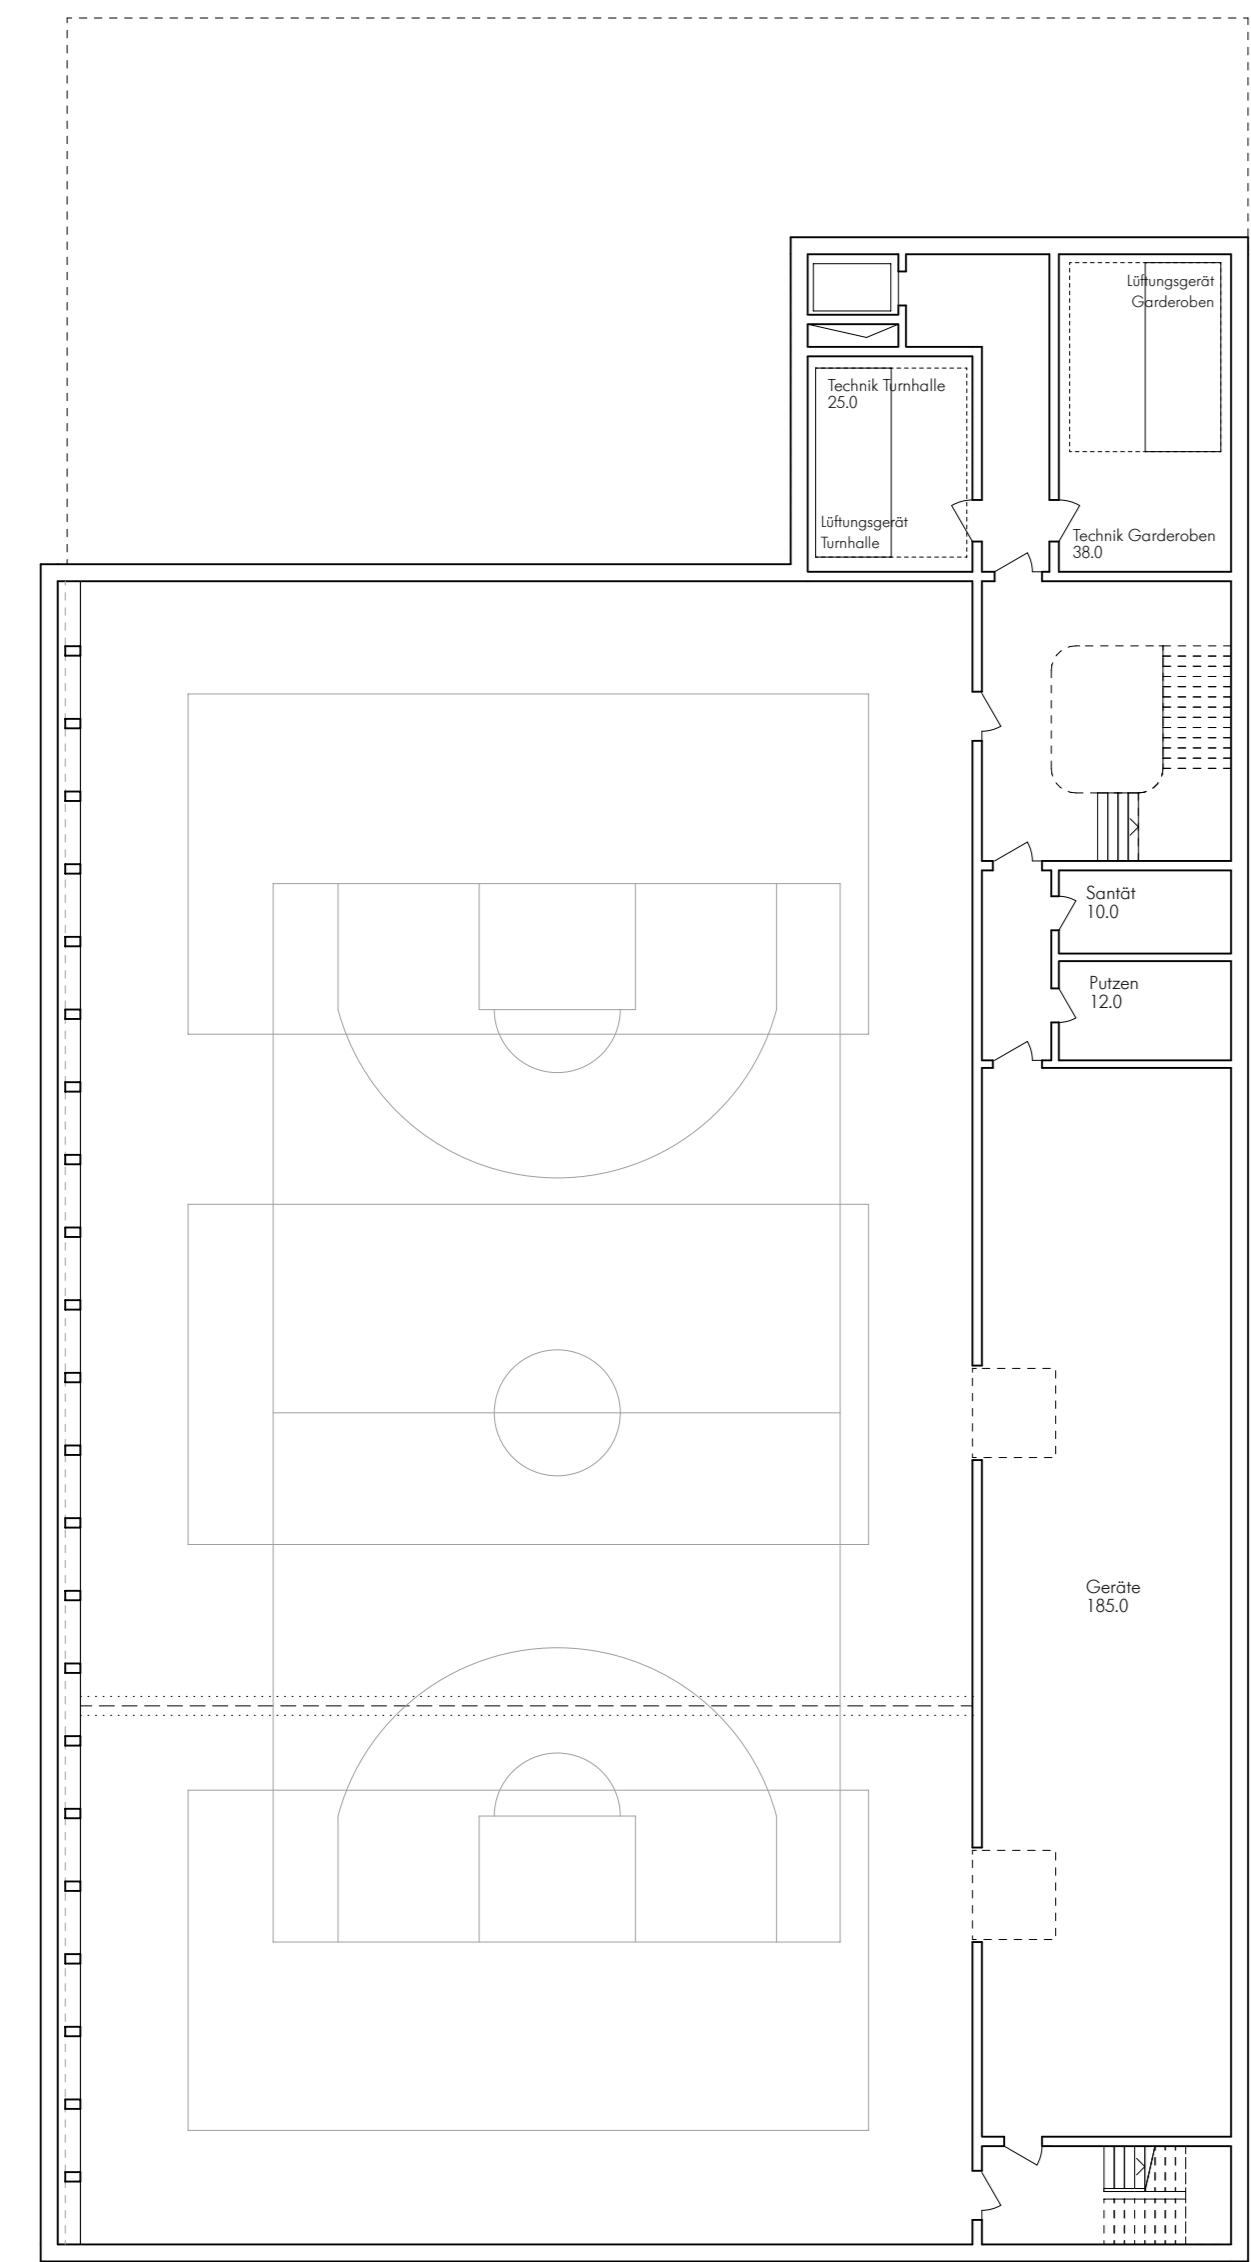 Lüftungsgerät
Garderoben
Technik Turnhalle
25.0
Lüftungsgerät
Turnhalle
Technik Garderoben
38.0
Santät
10.0
Putzen
12.0
Geräte
185.0